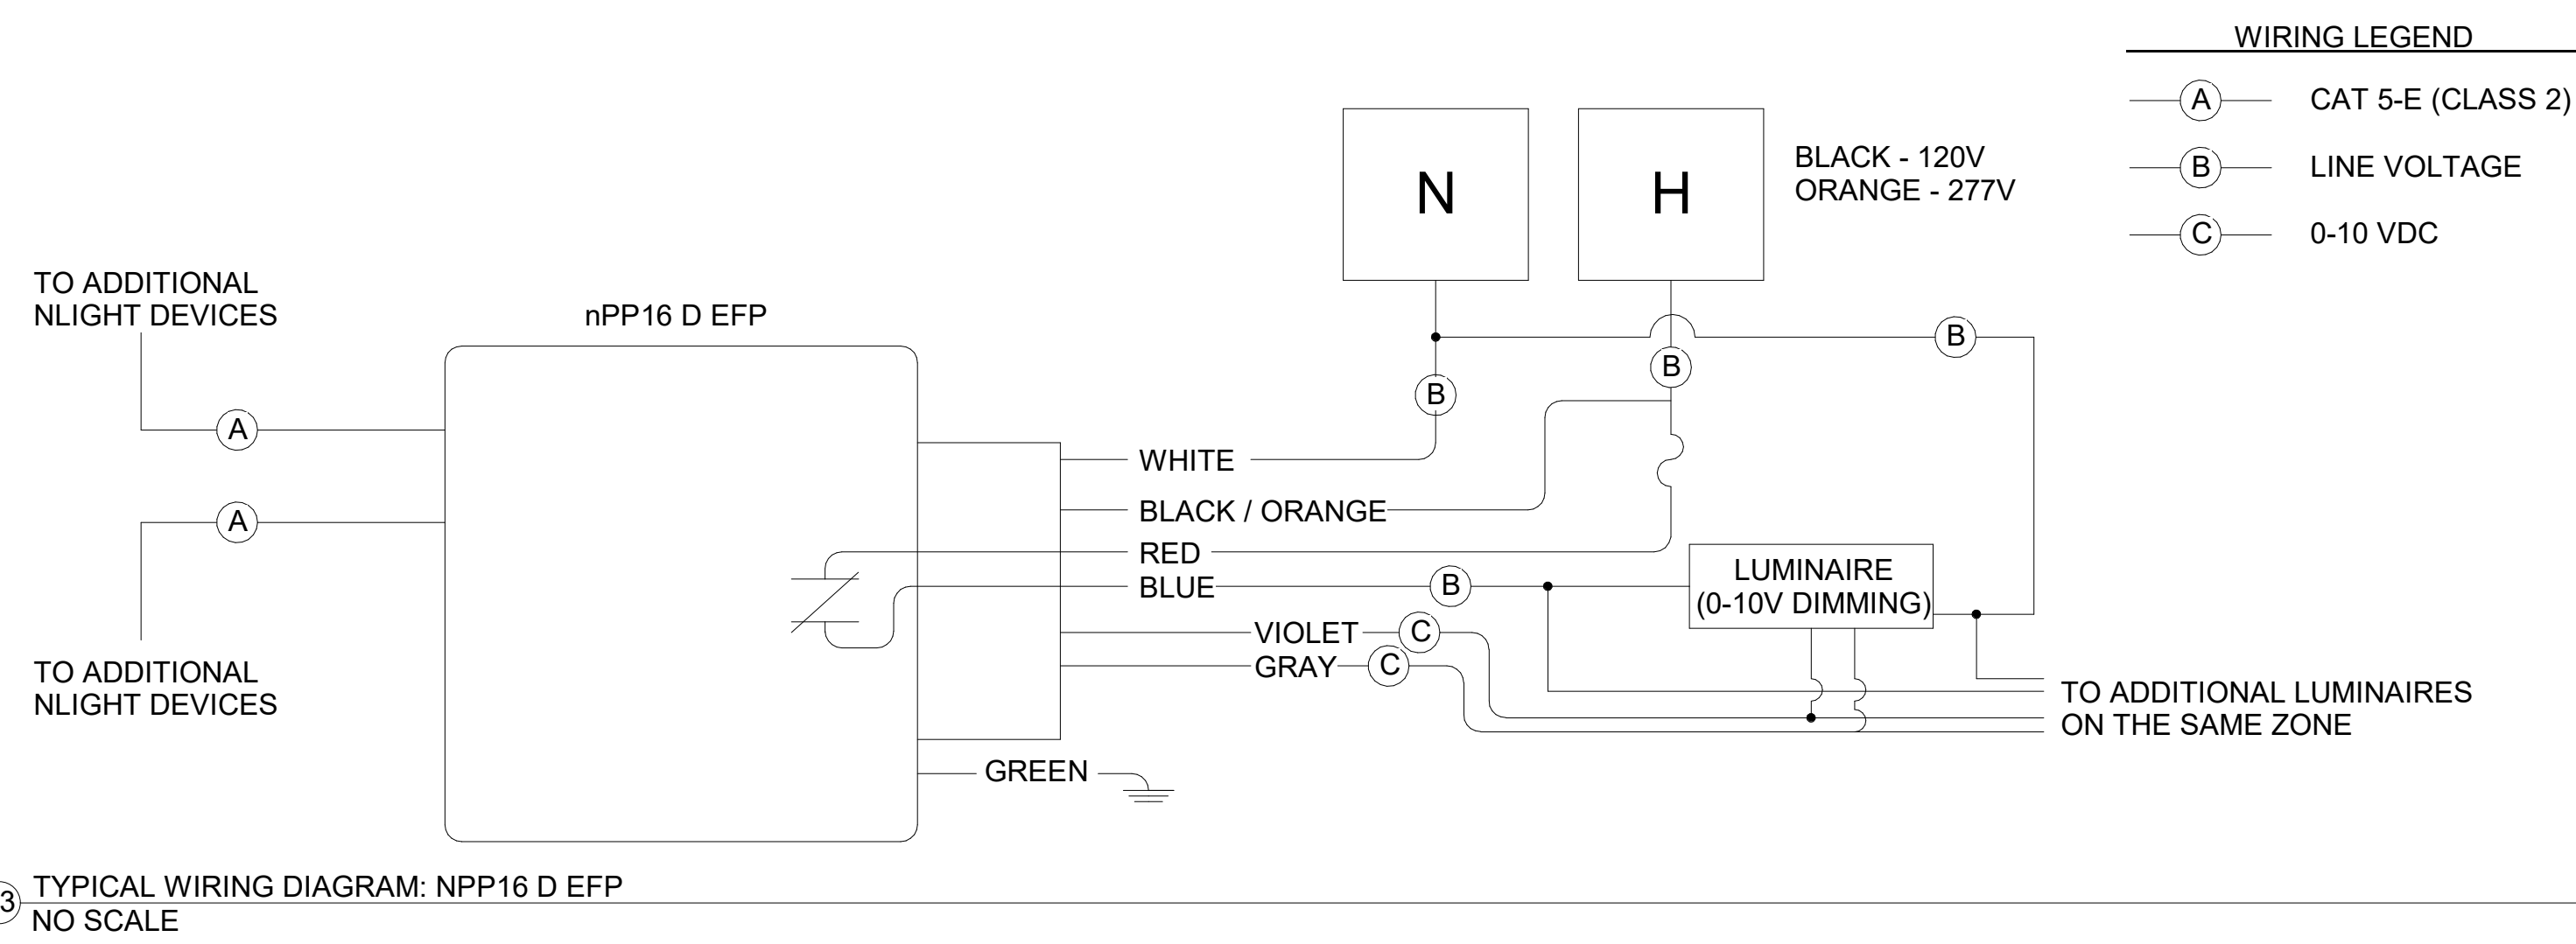 WIRING LEGEND
A CAT 5-E (CLASS 2)
B LINE VOLTAGE
C 0-10 VDC
N
H
BLACK - 120V
ORANGE - 277V
TO ADDITIONAL
NLIGHT DEVICES
nPP16 D EFP
B
B
B
A
A
WHITE
BLACK / ORANGE
RED
BLUE
B
LUMINAIRE
(0-10V DIMMING)
VIOLET
C
GRAY
C
TO ADDITIONAL
NLIGHT DEVICES
TO ADDITIONAL LUMINAIRES
ON THE SAME ZONE
GREEN
3
TYPICAL WIRING DIAGRAM: NPP16 D EFP
NO SCALE